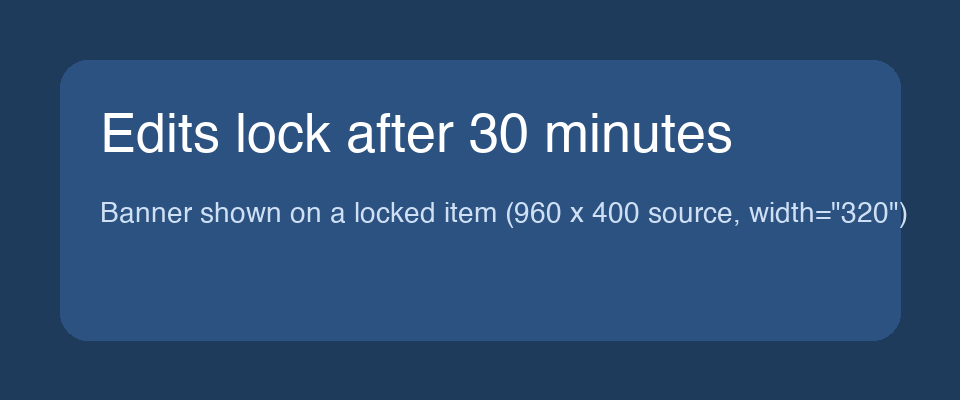 Edits lock after 30 minutes
Banner shown on a locked item (960 x 400 source, width="320")